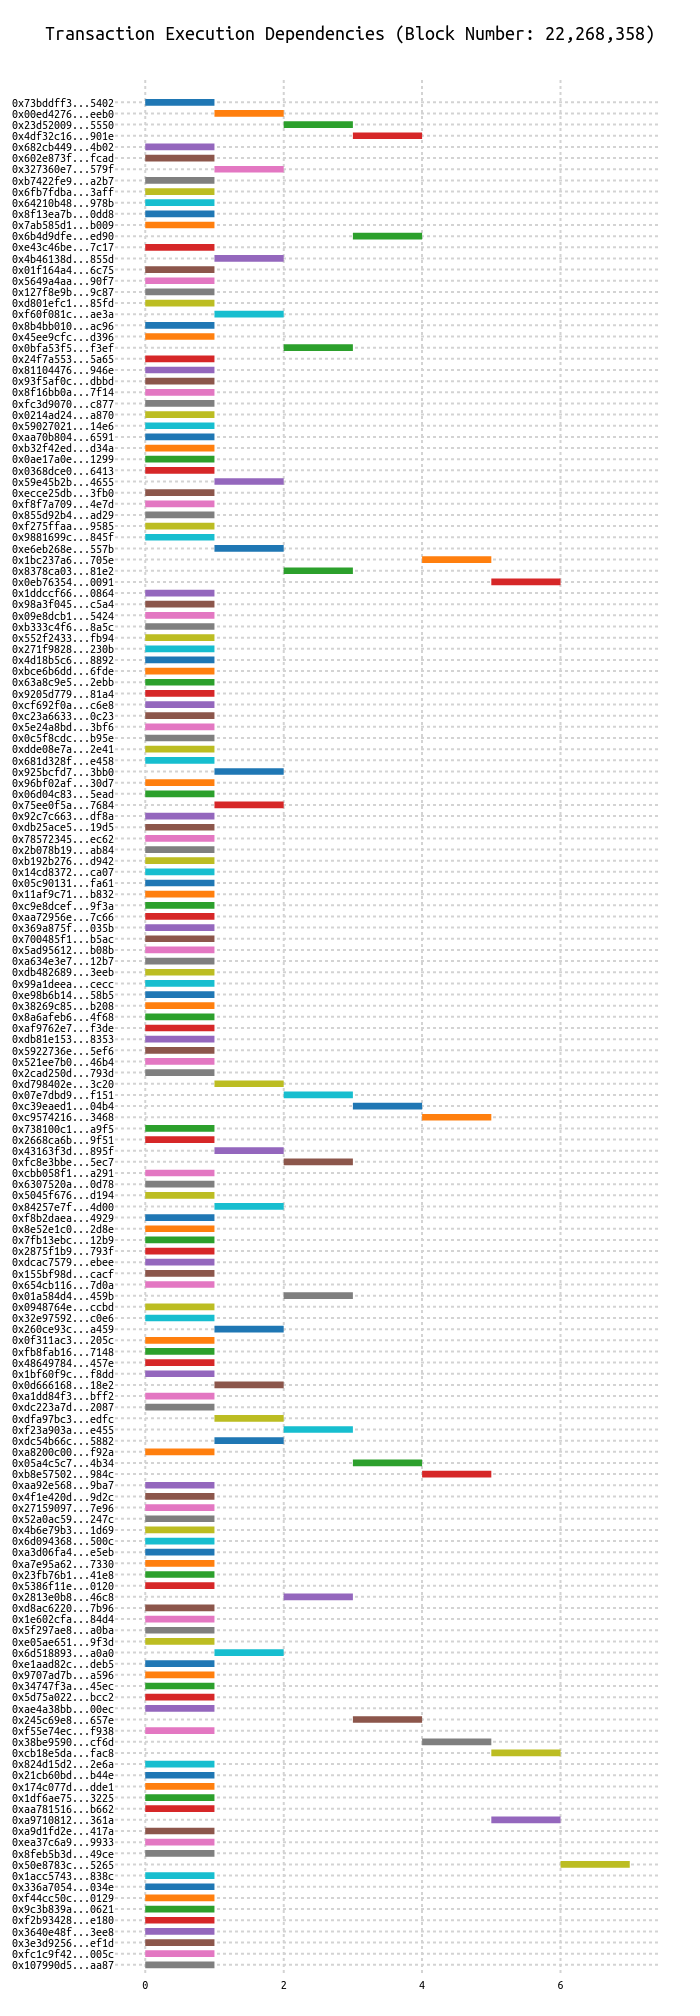 Transaction Execution Dependencies (Block Number: 22,268,358)
0x73bddff3...5402
0x00ed4276...eeb0
0x23d52009...5550
0x4df32c16...901e
0x682cb449...4b02
0x602e873f...fcad
0x327360e7...579f
0xb7422fe9...a2b7
0x6fb7fdba...3aff
0x64210b48...978b
0x8f13ea7b...0dd8
0x7ab585d1...b009
0x6b4d9dfe...ed90
0xe43c46be...7c17
0x4b46138d...855d
0x01f164a4...6c75
0x5649a4aa...90f7
0x127f8e9b...9c87
0xd801efc1...85fd
0xf60f081c...ae3a
0x8b4bb010...ac96
0x45ee9cfc...d396
0x0bfa53f5...f3ef
0x24f7a553...5a65
0x81104476...946e
0x93f5af0c...dbbd
0x8f16bb0a...7f14
0xfc3d9070...c877
0x0214ad24...a870
0x59027021...14e6
0xaa70b804...6591
0xb32f42ed...d34a
0x0ae17a0e...1299
0x0368dce0...6413
0x59e45b2b...4655
0xecce25db...3fb0
0xf8f7a709...4e7d
0x855d92b4...ad29
0xf275ffaa...9585
0x9881699c...845f
0xe6eb268e...557b
0x1bc237a6...705e
0x8378ca03...81e2
0x0eb76354...0091
0x1ddccf66...0864
0x98a3f045...c5a4
0x09e8dcb1...5424
0xb333c4f6...8a5c
0x552f2433...fb94
0x271f9828...230b
0x4d18b5c6...8892
0xbce6b6dd...6fde
0x63a8c9e5...2ebb
0x9205d779...81a4
0xcf692f0a...c6e8
0xc23a6633...0c23
0x5e24a8bd...3bf6
0x0c5f8cdc...b95e
0xdde08e7a...2e41
0x681d328f...e458
0x925bcfd7...3bb0
0x96bf02af...30d7
0x06d04c83...5ead
0x75ee0f5a...7684
0x92c7c663...df8a
0xdb25ace5...19d5
0x78572345...ec62
0x2b078b19...ab84
0xb192b276...d942
0x14cd8372...ca07
0x05c90131...fa61
0x11af9c71...b832
0xc9e8dcef...9f3a
0xaa72956e...7c66
0x369a875f...035b
0x700485f1...b5ac
0x5ad95612...b08b
0xa634e3e7...12b7
0xdb482689...3eeb
0x99a1deea...cecc
0xe98b6b14...58b5
0x38269c85...b208
0x8a6afeb6...4f68
0xaf9762e7...f3de
0xdb81e153...8353
0x5922736e...5ef6
0x521ee7b0...46b4
0x2cad250d...793d
0xd798402e...3c20
0x07e7dbd9...f151
0xc39eaed1...04b4
0xc9574216...3468
0x738100c1...a9f5
0x2668ca6b...9f51
0x43163f3d...895f
0xfc8e3bbe...5ec7
0xcbb058f1...a291
0x6307520a...0d78
0x5045f676...d194
0x84257e7f...4d00
0xf8b2daea...4929
0x8e52e1c0...2d8e
0x7fb13ebc...12b9
0x2875f1b9...793f
0xdcac7579...ebee
0x155bf98d...cacf
0x654cb116...7d0a
0x01a584d4...459b
0x0948764e...ccbd
0x32e97592...c0e6
0x260ce93c...a459
0x0f311ac3...205c
0xfb8fab16...7148
0x48649784...457e
0x1bf60f9c...f8dd
0x0d666168...18e2
0xa1dd84f3...bff2
0xdc223a7d...2087
0xdfa97bc3...edfc
0xf23a903a...e455
0xdc54b66c...5882
0xa8200c00...f92a
0x05a4c5c7...4b34
0xb8e57502...984c
0xaa92e568...9ba7
0x4f1e420d...9d2c
0x27159097...7e96
0x52a0ac59...247c
0x4b6e79b3...1d69
0x6d094368...500c
0xa3d06fa4...e5eb
0xa7e95a62...7330
0x23fb76b1...41e8
0x5386f11e...0120
0x2813e0b8...46c8
0xd8ac6220...7b96
0x1e602cfa...84d4
0x5f297ae8...a0ba
0xe05ae651...9f3d
0x6d518893...a0a0
0xe1aad82c...deb5
0x9707ad7b...a596
0x34747f3a...45ec
0x5d75a022...bcc2
0xae4a38bb...00ec
0x245c69e8...657e
0xf55e74ec...f938
0x38be9590...cf6d
0xcb18e5da...fac8
0x824d15d2...2e6a
0x21cb60bd...b44e
0x174c077d...dde1
0x1df6ae75...3225
0xaa781516...b662
0xa9710812...361a
0xa9d1fd2e...417a
0xea37c6a9...9933
0x8feb5b3d...49ce
0x50e8783c...5265
0x1acc5743...838c
0x336a7054...034e
0xf44cc50c...0129
0x9c3b839a...0621
0xf2b93428...e180
0x3640e48f...3ee8
0x3e3d9256...ef1d
0xfc1c9f42...005c
0x107990d5...aa87
0 2 4 6